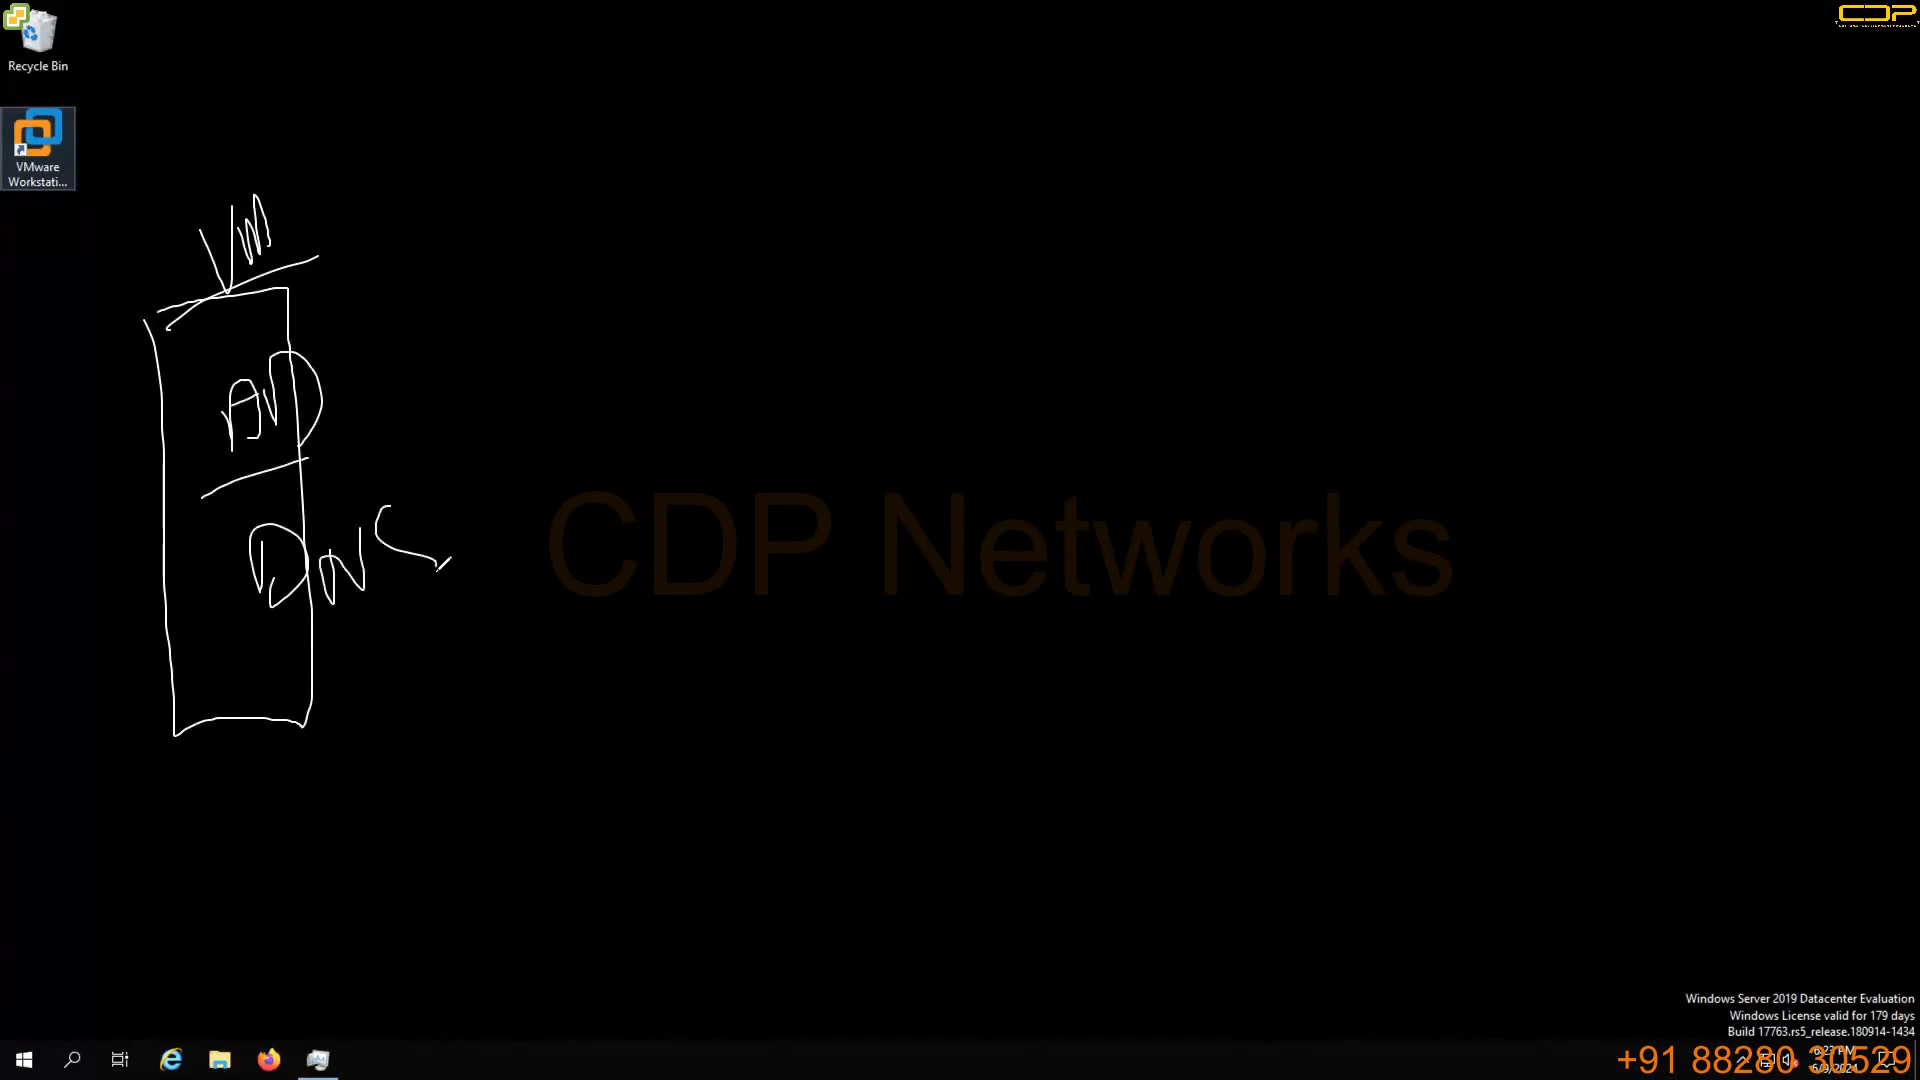 CDP
Recycle Bin
VMware
Workstati...
VM
AD
DNS
CDP Networks
Windows Server 2019 Datacenter Evaluation
Windows License valid for 179 days
Build 17763.rs5_release.180914-1434
+91 88280 30529